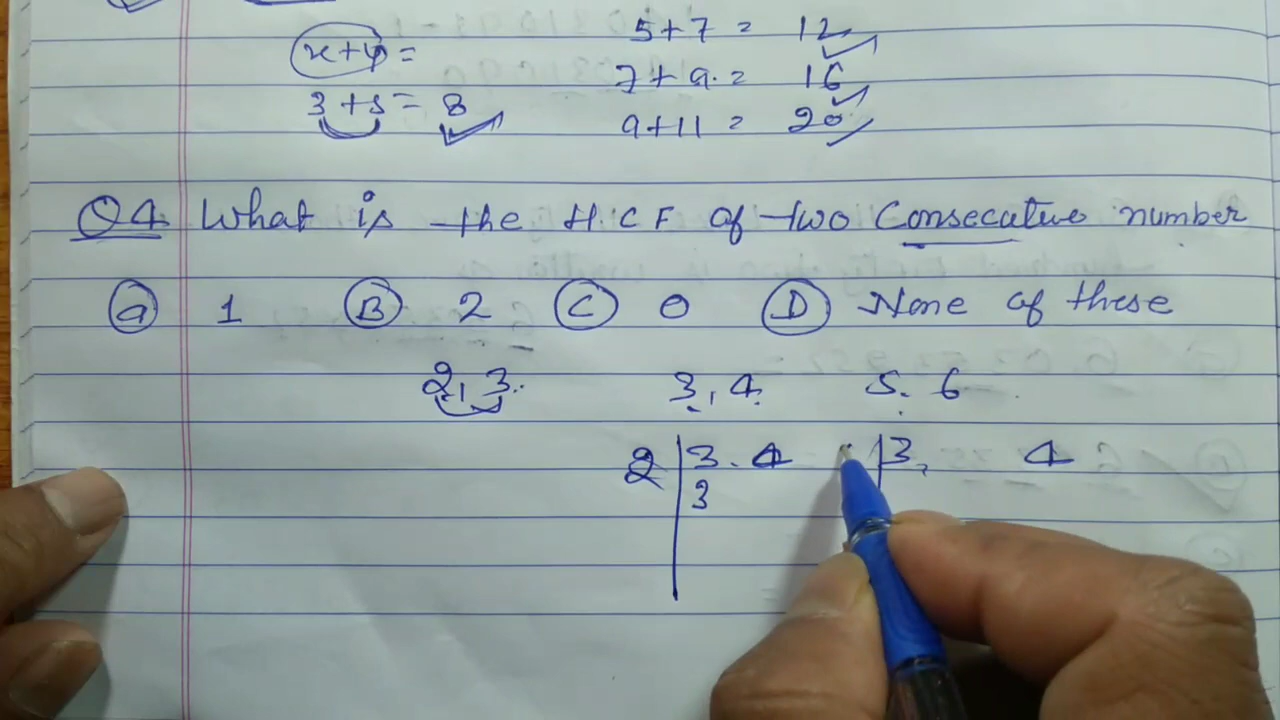 x+y =
3+5= 8
5+7 = 12
7+9. = 16
9+11 = 20
Q4 What is the H.C.F of two Consecutive number
a 1 B 2 C 0 D None of these
2, 3. 3, 4 5. 6
2 3. 4 3, 4
3